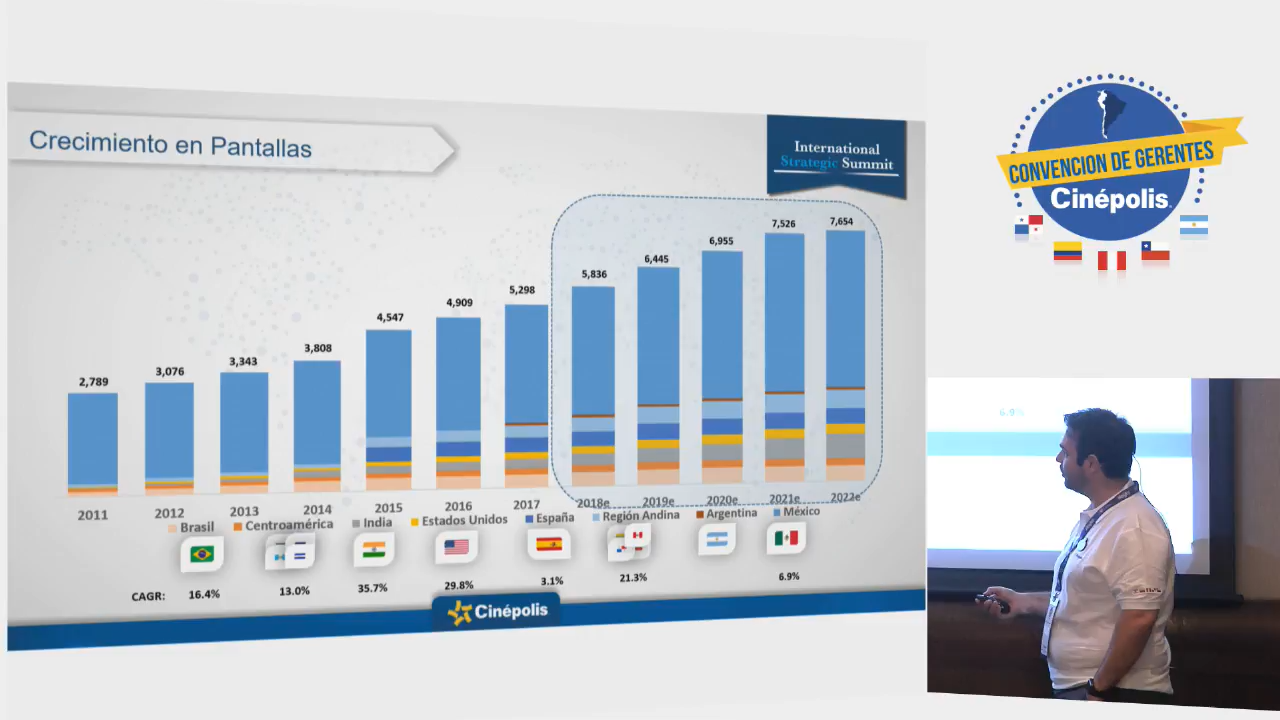 Crecimiento en Pantallas
International
Strategic Summit
2,789
3,076
3,343
3,808
4,547
4,909
5,298
5,836
6,445
6,955
7,526
7,654
2011
2012
2013
2014
2015
2016
2017
2018e
2019e
2020e
2021e
2022e
Brasil
Centroamérica
India
Estados Unidos
España
Región Andina
Argentina
México
CAGR:
16.4%
13.0%
35.7%
29.8%
3.1%
21.3%
6.9%
Cinépolis
CONVENCION DE GERENTES
Cinépolis
6.9%